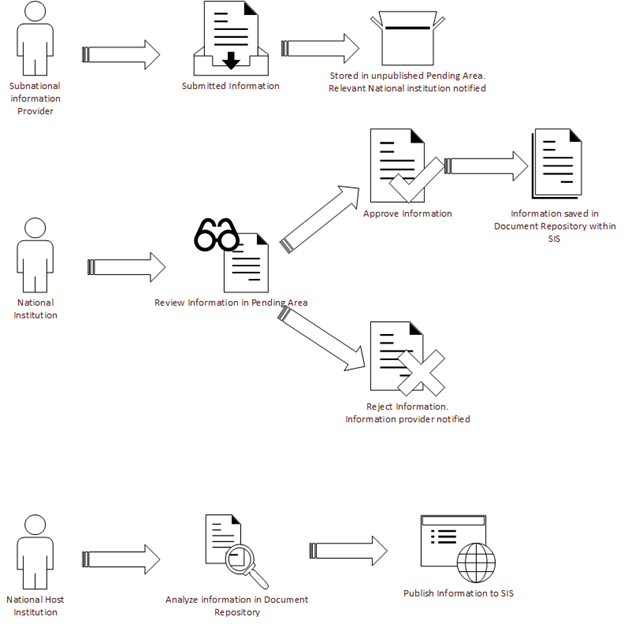 Subnational
information
Provider
Submitted Information
Stored in unpublished Pending Area.
Relevant National institution notified
Approve Information
Information saved in
Document Repository within
SIS
National
Institution
Review Information in Pending Area
Reject Information.
Information provider notified
National Host
Institution
Analyze information in Document
Repository
Publish Information to SIS